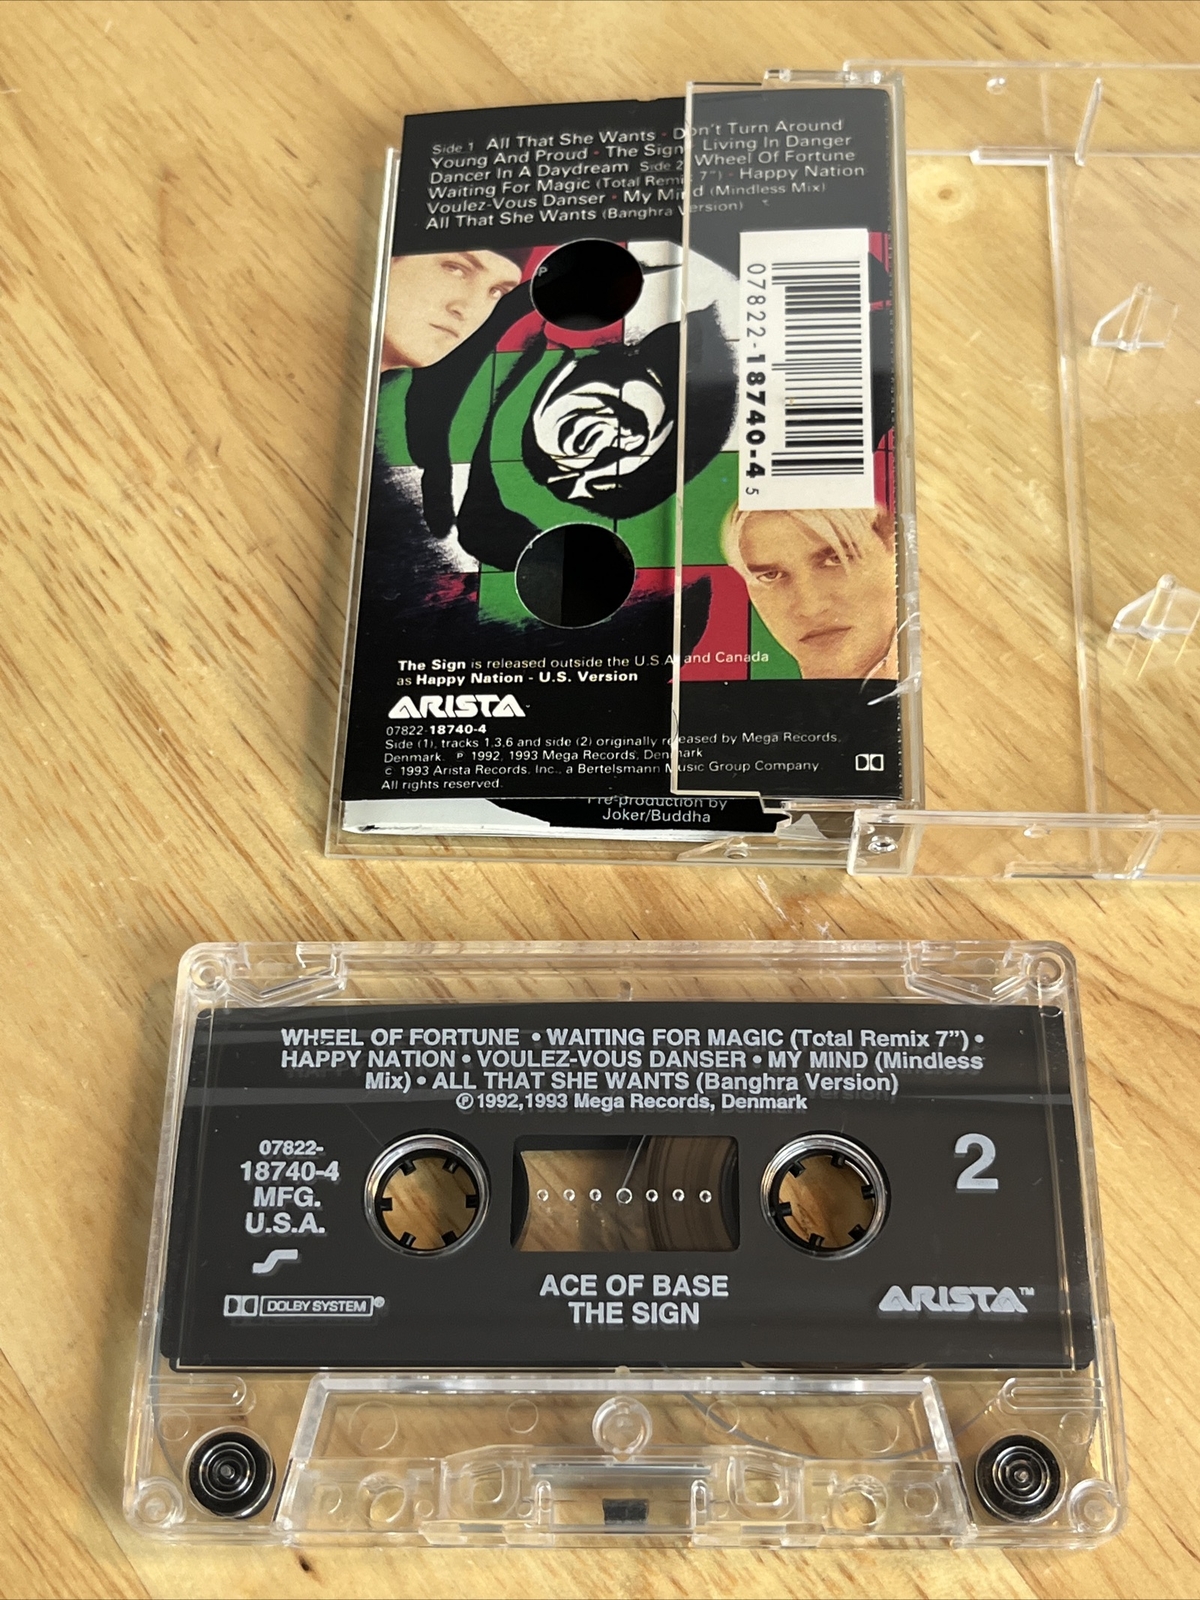 Side 1 All That She Wants • Don't Turn Around
Young And Proud • The Sign Living In Danger
Dancer In A Daydream Side 2 Wheel Of Fortune
Waiting For Magic (Total Remix 7") • Happy Nation
Voulez-Vous Danser • My Mind (Mindless Mix)
All That She Wants (Banghra Version)
07822-18740-4 5
The Sign is released outside the U.S.A. and Canada
as Happy Nation - U.S. Version
ARISTA
07822-18740-4
Side (1), tracks 1,3,6 and side (2) originally released by Mega Records,
Denmark. ℗ 1992, 1993 Mega Records, Denmark
© 1993 Arista Records, Inc., a Bertelsmann Music Group Company.
All rights reserved.
Pre-production by
Joker/Buddha
WHEEL OF FORTUNE • WAITING FOR MAGIC (Total Remix 7") •
HAPPY NATION • VOULEZ-VOUS DANSER • MY MIND (Mindless
Mix) • ALL THAT SHE WANTS (Banghra Version)
℗ 1992,1993 Mega Records, Denmark
07822-
18740-4
MFG.
U.S.A.
2
DOLBY SYSTEM®
ACE OF BASE
THE SIGN
ARISTA™